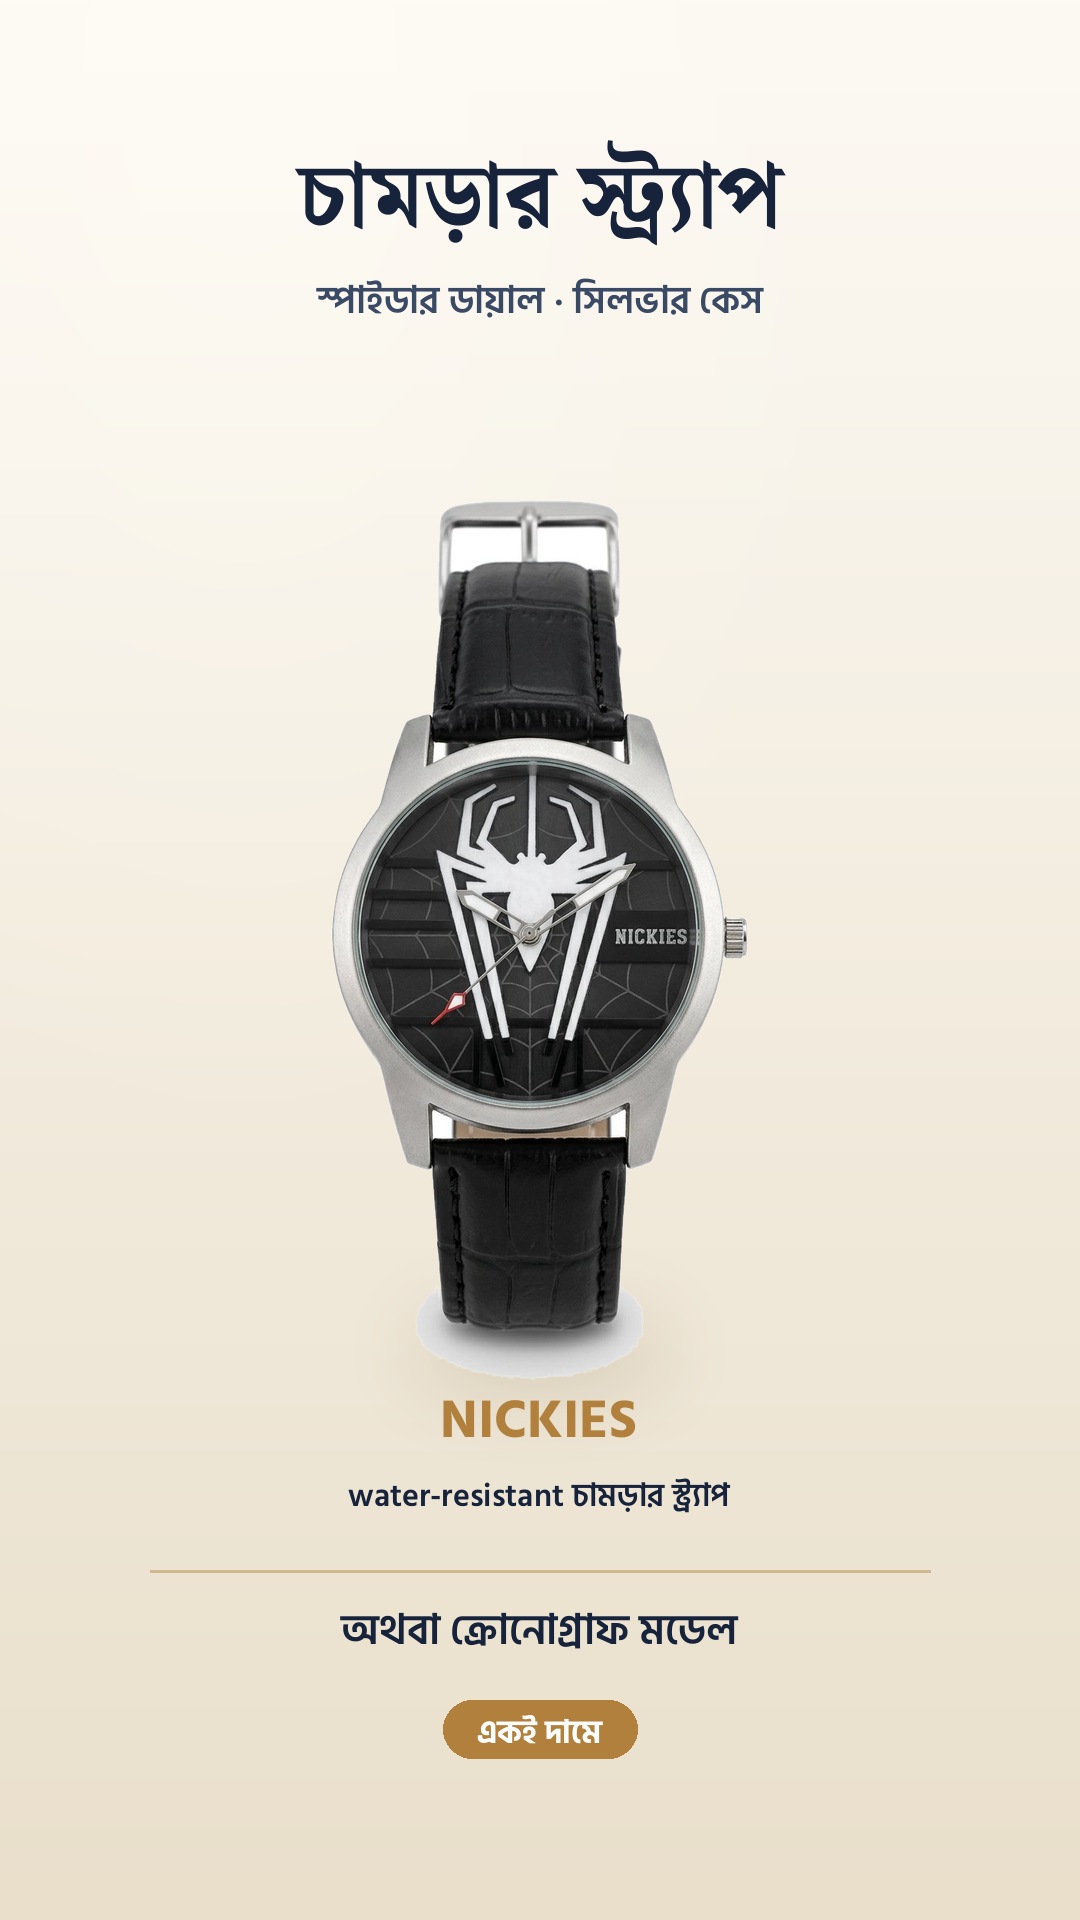 চামড়ার স্ট্র্যাপ
স্পাইডার ডায়াল · সিলভার কেস
NICKIES
NICKIES
water-resistant চামড়ার স্ট্র্যাপ
অথবা ক্রোনোগ্রাফ মডেল
একই দামে